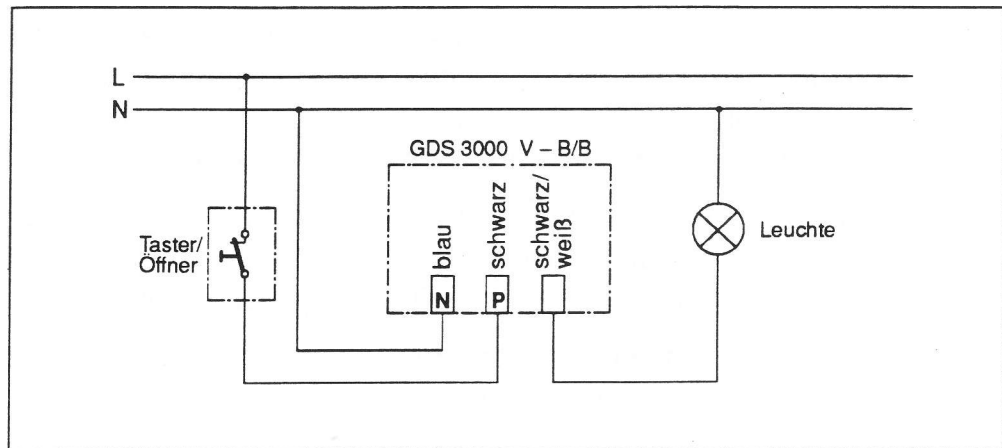 L
N
GDS 3000 V – B/B
Taster/
Öffner
blau
schwarz
schwarz/
weiß
N
P
Leuchte